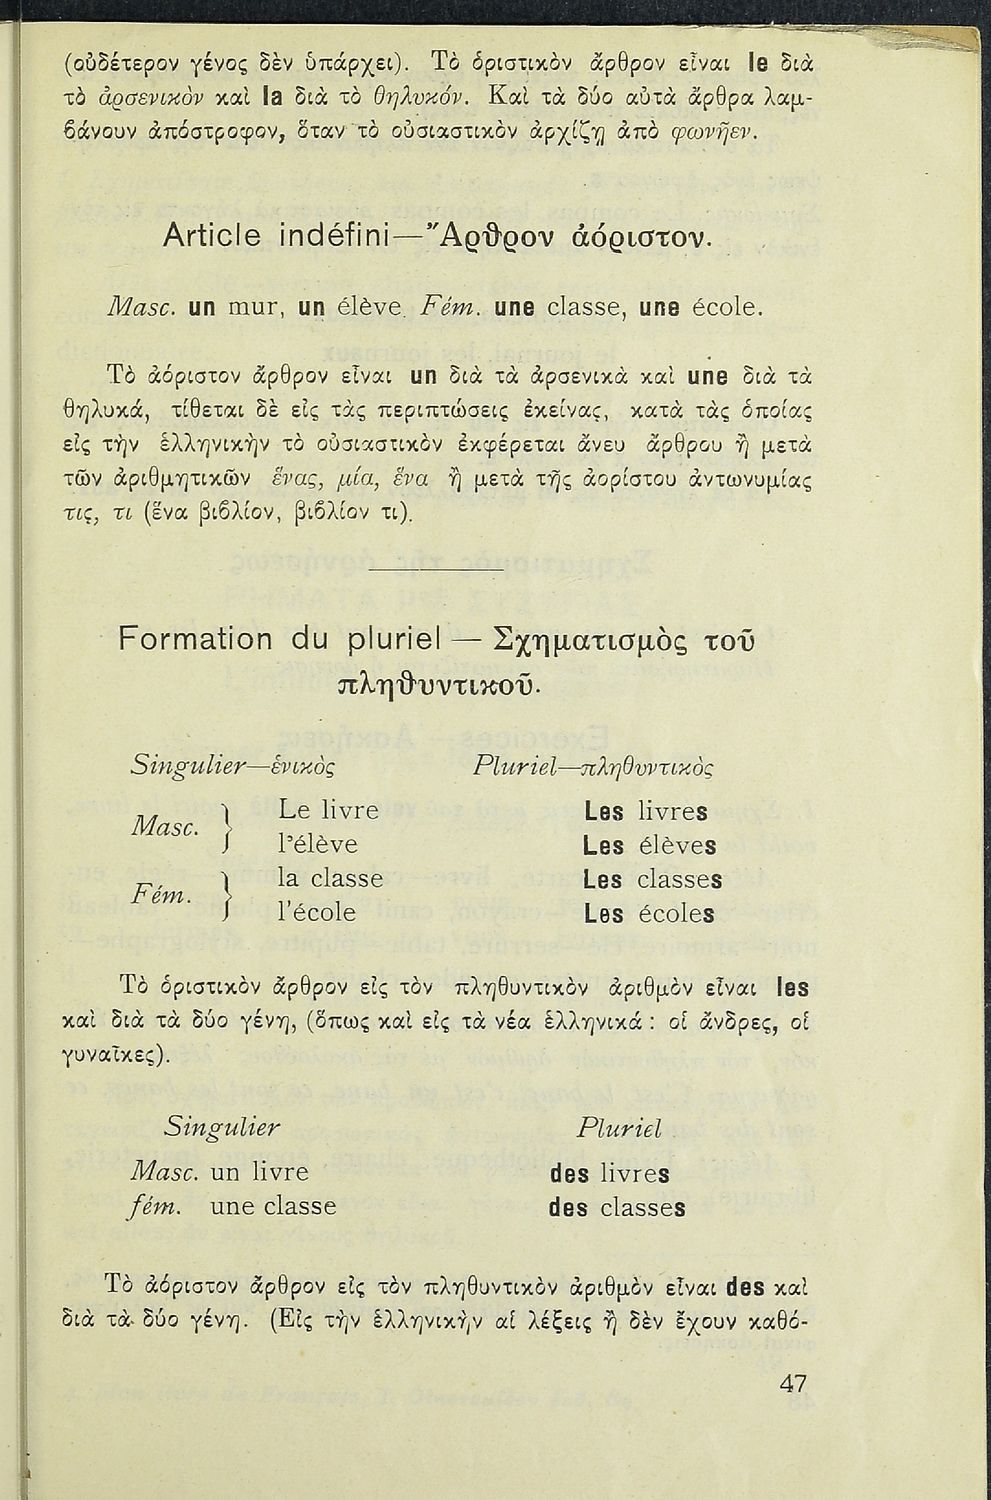 (οὐδέτερον γένος δὲν ὑπάρχει). Τὸ ὁριστικὸν ἄρθρον εἶναι le διὰ
τὸ ἀρσενικὸν καὶ la διὰ τὸ θηλυκόν. Καὶ τὰ δύο αὐτὰ ἄρθρα λαμ-
βάνουν ἀπόστροφον, ὅταν τὸ οὐσιαστικὸν ἀρχίζῃ ἀπὸ φωνῆεν.
Article indéfini—Ἄρθρον ἀόριστον.
Masc. un mur, un élève. Fém. une classe, une école.
Τὸ ἀόριστον ἄρθρον εἶναι un διὰ τὰ ἀρσενικὰ καὶ une διὰ τὰ
θηλυκά, τίθεται δὲ εἰς τὰς περιπτώσεις ἐκείνας, κατὰ τὰς ὁποίας
εἰς τὴν ἑλληνικὴν τὸ οὐσιαστικὸν ἐκφέρεται ἄνευ ἄρθρου ἢ μετὰ
τῶν ἀριθμητικῶν ἕνας, μία, ἕνα ἢ μετὰ τῆς ἀορίστου ἀντωνυμίας
τις, τι (ἕνα βιβλίον, βιβλίον τι).
Formation du pluriel — Σχηματισμὸς τοῦ
πληθυντικοῦ.
Singulier—ἑνικὸς Pluriel—πληθυντικὸς
Masc. } Le livre Les livres
l'élève Les élèves
Fém. } la classe Les classes
l'école Les écoles
Τὸ ὁριστικὸν ἄρθρον εἰς τὸν πληθυντικὸν ἀριθμὸν εἶναι les
καὶ διὰ τὰ δύο γένη, (ὅπως καὶ εἰς τὰ νέα ἑλληνικά : οἱ ἄνδρες, οἱ
γυναῖκες).
Singulier Pluriel
Masc. un livre des livres
fém. une classe des classes
Τὸ ἀόριστον ἄρθρον εἰς τὸν πληθυντικὸν ἀριθμὸν εἶναι des καὶ
διὰ τὰ δύο γένη. (Εἰς τὴν ἑλληνικὴν αἱ λέξεις ἢ δὲν ἔχουν καθό-
47